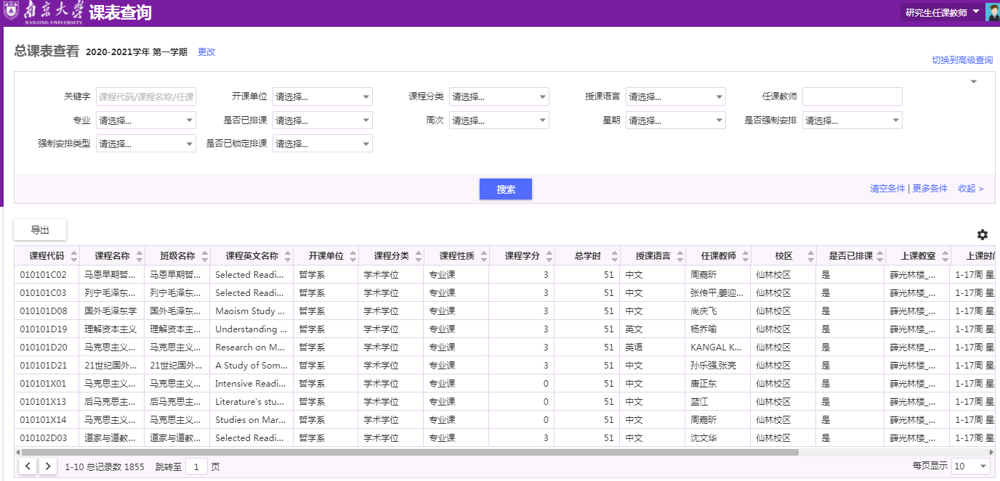 南京大学 课表查询 研究生任课教师
NANJING UNIVERSITY
总课表查看 2020-2021学年 第一学期 更改
切换到高级查询
关键字 课程代码/课程名称/任课 开课单位 请选择... 课程分类 请选择... 授课语言 请选择... 任课教师
专业 请选择... 是否已排课 请选择... 周次 请选择... 星期 请选择... 是否强制安排 请选择...
强制安排类型 请选择... 是否已锁定排课 请选择...
搜索 清空条件 | 更多条件 收起 >
导出
课程代码 课程名称 班级名称 课程英文名称 开课单位 课程分类 课程性质 课程学分 总学时 授课语言 任课教师 校区 是否已排课 上课教室 上课时间
010101C02 马恩早期哲... 马恩早期哲... Selected Readi... 哲学系 学术学位 专业课 3 51 中文 周嘉昕 仙林校区 是 薛光林楼_... 1-17周 星
010101C03 列宁毛泽东... 列宁毛泽东... Selected Readi... 哲学系 学术学位 专业课 3 51 中文 张传平,姜迎... 仙林校区 是 薛光林楼_... 1-17周 星
010101D08 国外毛泽东学 国外毛泽东... Maoism Study ... 哲学系 学术学位 专业课 3 51 中文 尚庆飞 仙林校区 是 薛光林楼_... 1-17周 星
010101D19 理解资本主义 理解资本主... Understanding ... 哲学系 学术学位 专业课 3 51 英文 杨乔喻 仙林校区 是 薛光林楼_... 1-17周 星
010101D20 马克思主义... 马克思主义... Research on M... 哲学系 学术学位 专业课 3 51 英语 KANGAL K... 仙林校区 是 薛光林楼_... 1-17周 星
010101D21 21世纪国外... 21世纪国外... A Study of Som... 哲学系 学术学位 专业课 3 51 中文 孙乐强,张亮 仙林校区 是 薛光林楼_... 1-17周 星
010101X01 马克思主义... 马克思主义... Intensive Readi... 哲学系 学术学位 专业课 0 51 中文 唐正东 仙林校区 是 薛光林楼_... 1-17周 星
010101X13 后马克思主... 后马克思主... Literature's stu... 哲学系 学术学位 专业课 0 51 中文 蓝江 仙林校区 是 薛光林楼_... 1-17周 星
010101X14 马克思主义... 马克思主义... Studies on Mar... 哲学系 学术学位 专业课 0 51 中文 周嘉昕 仙林校区 是 薛光林楼_... 1-17周 星
010102D03 道家与道教... 道家与道教... Selected Readi... 哲学系 学术学位 专业课 3 51 中文 沈文华 仙林校区 是 薛光林楼_... 1-17周 星
1-10 总记录数 1855 跳转至 1 页 每页显示 10